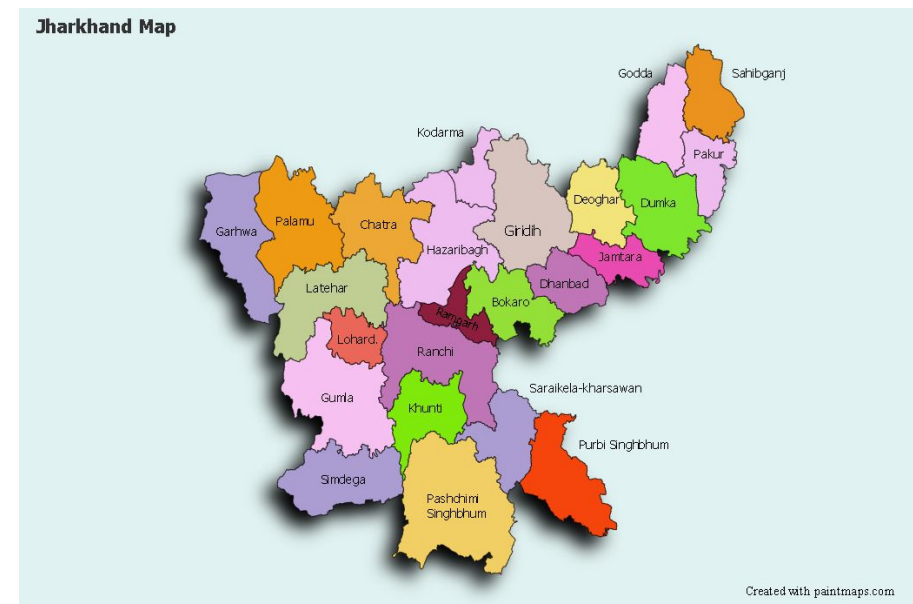 Jharkhand Map
Godda
Sahibganj
Kodarma
Pakur
Palamu
Chatra
Deoghar
Dumka
Garhwa
Giridih
Hazaribagh
Jamtara
Latehar
Dhanbad
Bokaro
Ramgarh
Lohard.
Ranchi
Saraikela-kharsawan
Gumla
Khunti
Purbi Singhbhum
Simdega
Pashchimi
Singhbhum
Created with paintmaps.com